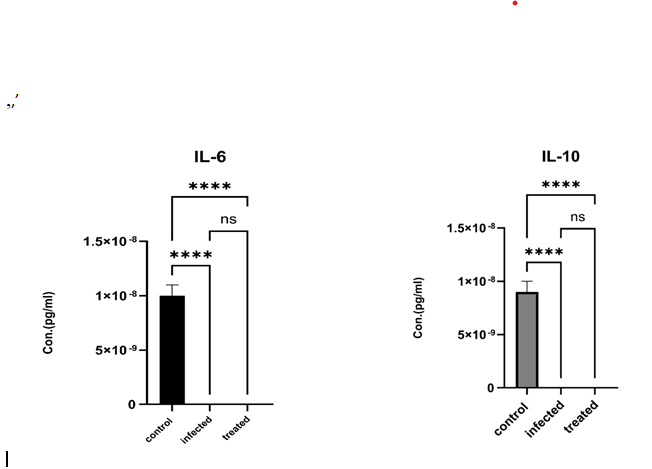 IL-6
****
ns
****
1.5×10⁻⁸
1×10⁻⁸
5×10⁻⁹
0
Con.(pg/ml)
control
infected
treated
IL-10
****
ns
****
1.5×10⁻⁸
1×10⁻⁸
5×10⁻⁹
0
Con.(pg/ml)
control
infected
treated